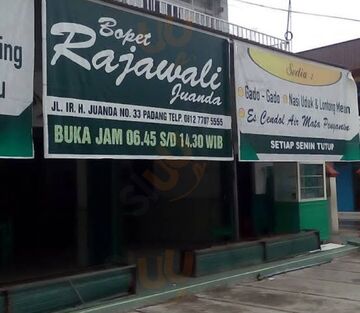 ing
u
Bopet
Rajawali
Juanda
JL. IR. H. JUANDA NO. 33 PADANG TELP. 0812 7707 5555
BUKA JAM 06.45 S/D 14.30 WIB
Sedia :
Gado - Gado
Nasi Uduk & Lontong Medan
Es Cendol Air Mata Pengantin
SETIAP SENIN TUTUP